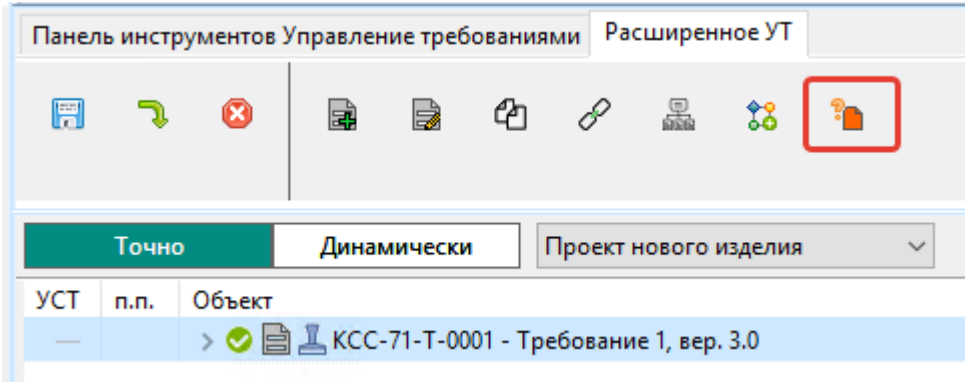 Панель инструментов Управление требованиями Расширенное УТ
Точно Динамически Проект нового изделия
УСТ п.п. Объект
КСС-71-Т-0001 - Требование 1, вер. 3.0